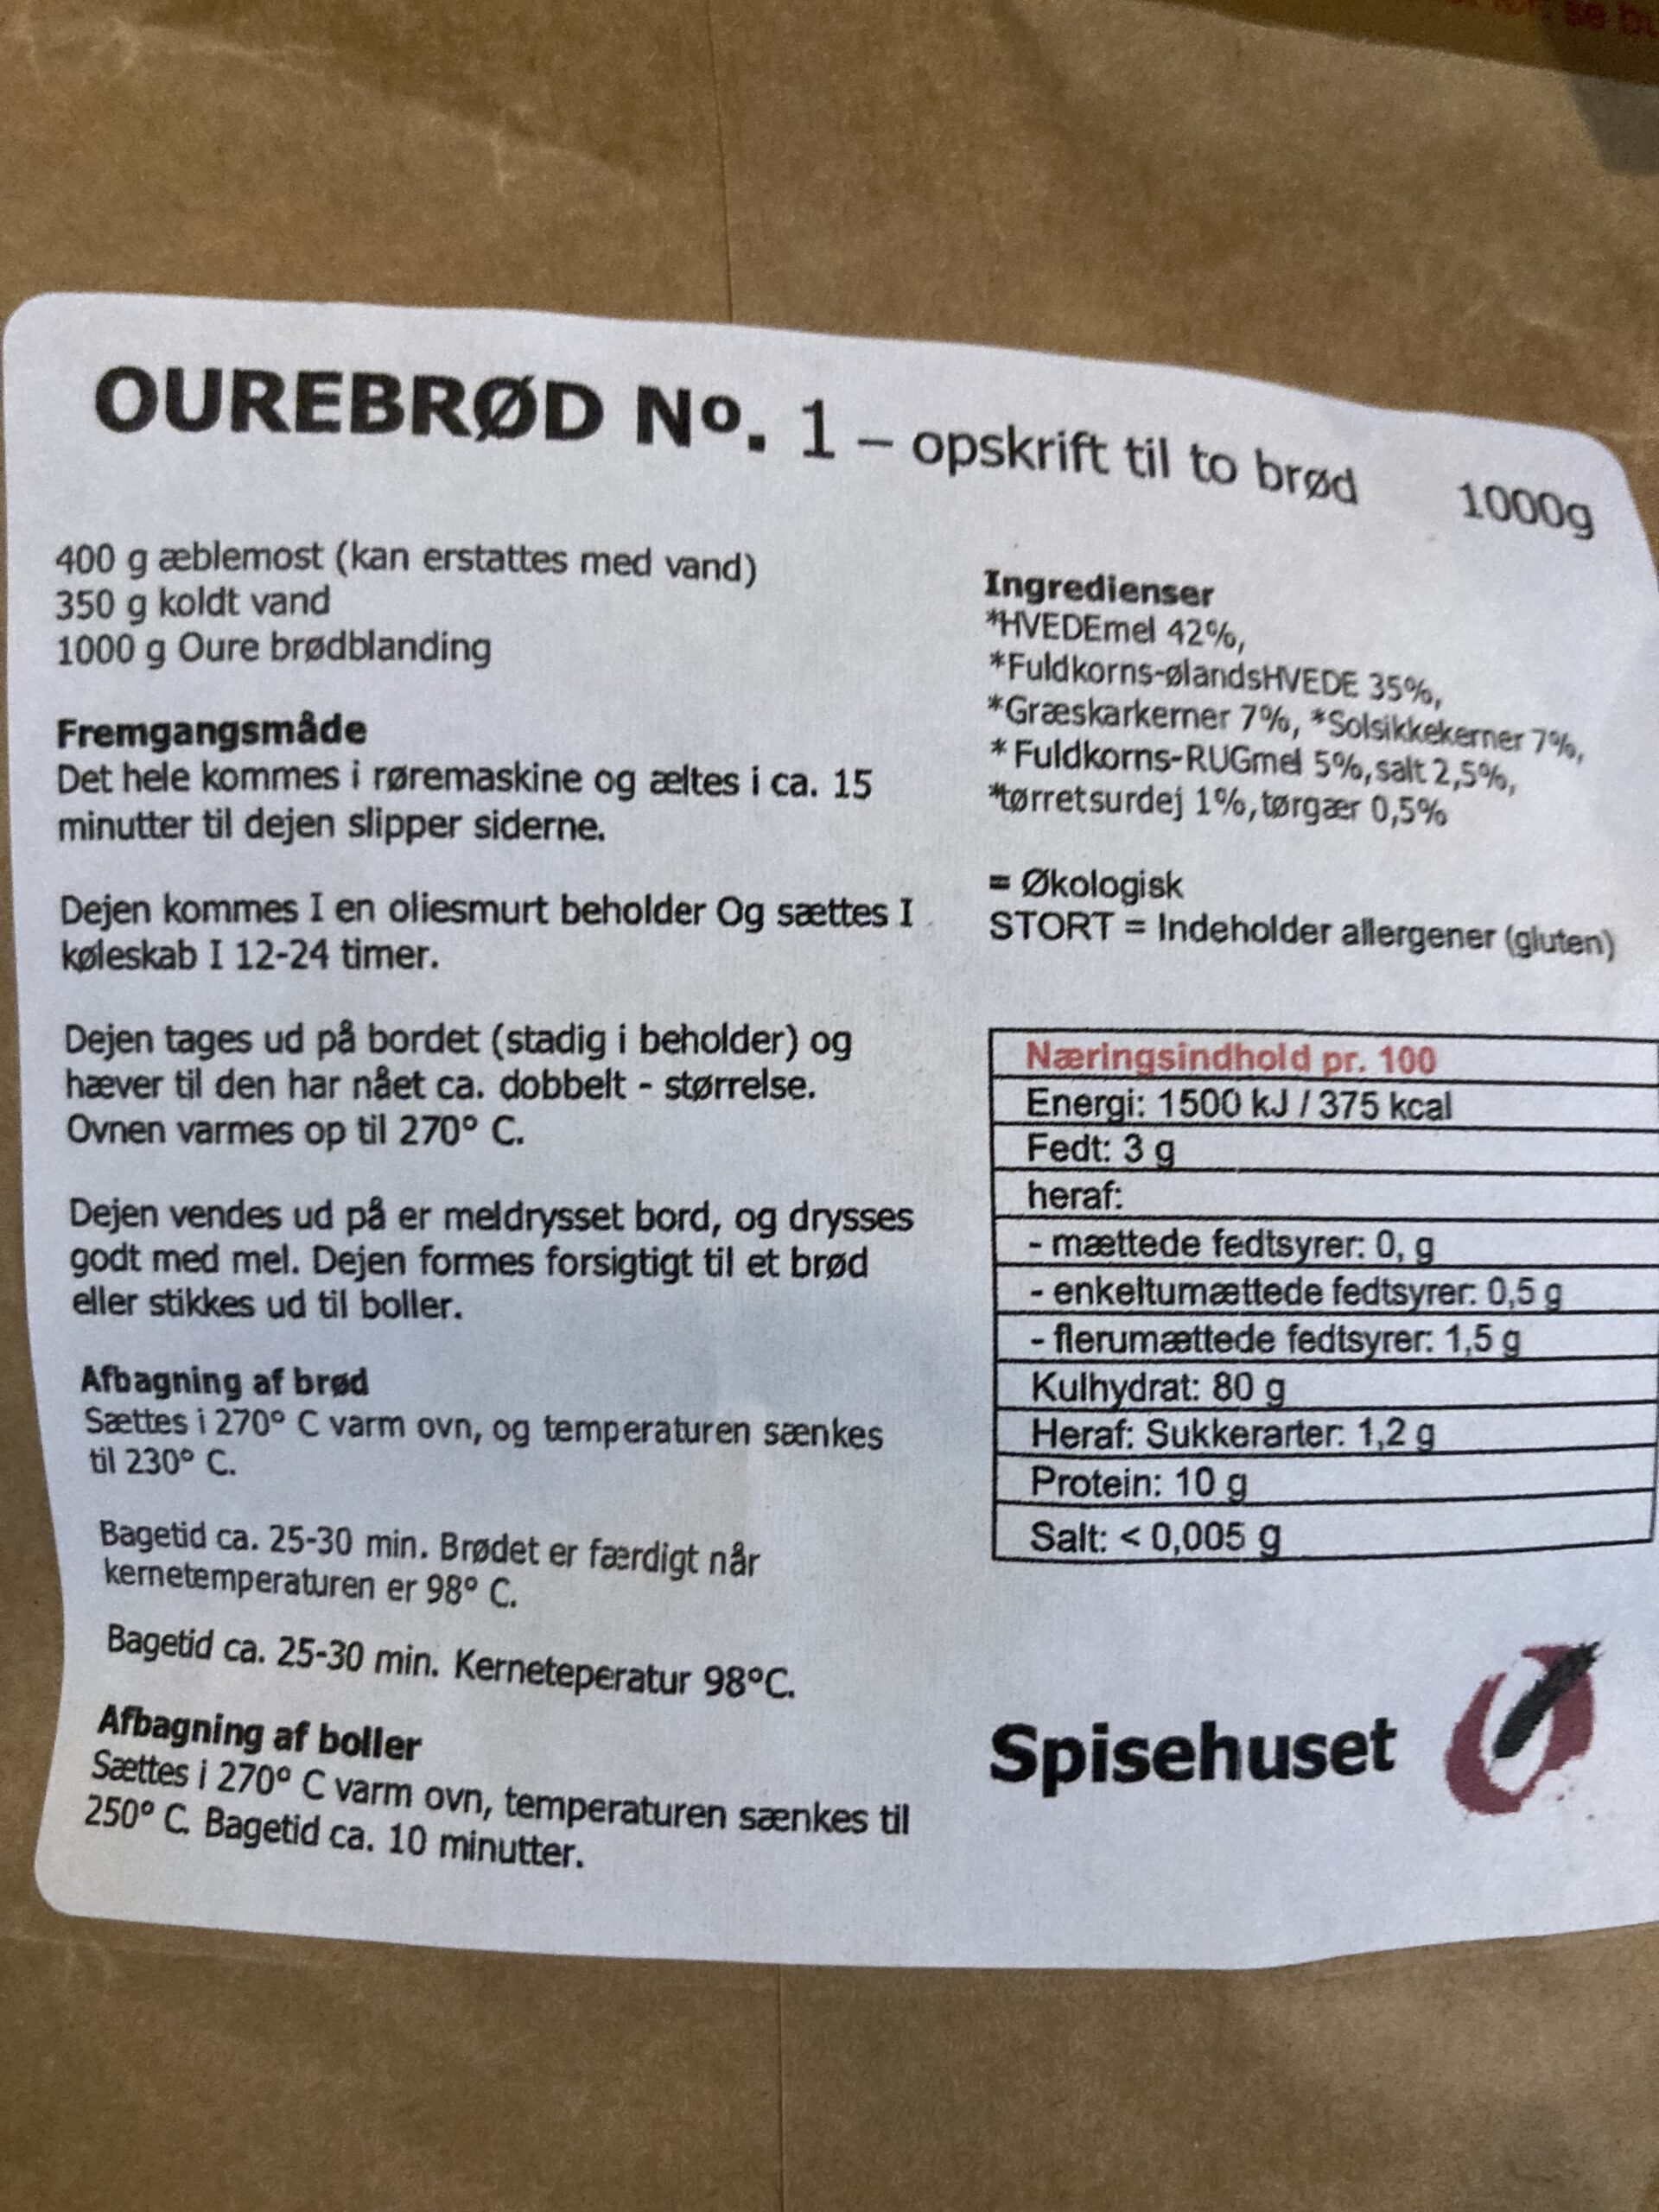 OUREBRØD Nº. 1 – opskrift til to brød 1000g
400 g æblemost (kan erstattes med vand)
350 g koldt vand
1000 g Oure brødblanding
Fremgangsmåde
Det hele kommes i røremaskine og æltes i ca. 15
minutter til dejen slipper siderne.
Dejen kommes I en oliesmurt beholder Og sættes I
køleskab I 12-24 timer.
Dejen tages ud på bordet (stadig i beholder) og
hæver til den har nået ca. dobbelt - størrelse.
Ovnen varmes op til 270° C.
Dejen vendes ud på er meldrysset bord, og drysses
godt med mel. Dejen formes forsigtigt til et brød
eller stikkes ud til boller.
Afbagning af brød
Sættes i 270° C varm ovn, og temperaturen sænkes
til 230° C.
Bagetid ca. 25-30 min. Brødet er færdigt når
kernetemperaturen er 98° C.
Bagetid ca. 25-30 min. Kerneteperatur 98°C.
Afbagning af boller
Sættes i 270° C varm ovn, temperaturen sænkes til
250° C. Bagetid ca. 10 minutter.
Ingredienser
*HVEDEmel 42%,
*Fuldkorns-ølandsHVEDE 35%,
*Græskarkerner 7%, *Solsikkekerner 7%,
* Fuldkorns-RUGmel 5%, salt 2,5%,
*tørret surdej 1%, tørgær 0,5%
= Økologisk
STORT = Indeholder allergener (gluten)
Næringsindhold pr. 100
Energi: 1500 kJ / 375 kcal
Fedt: 3 g
heraf:
- mættede fedtsyrer: 0, g
- enkeltumættede fedtsyrer: 0,5 g
- flerumættede fedtsyrer: 1,5 g
Kulhydrat: 80 g
Heraf: Sukkerarter: 1,2 g
Protein: 10 g
Salt: < 0,005 g
Spisehuset